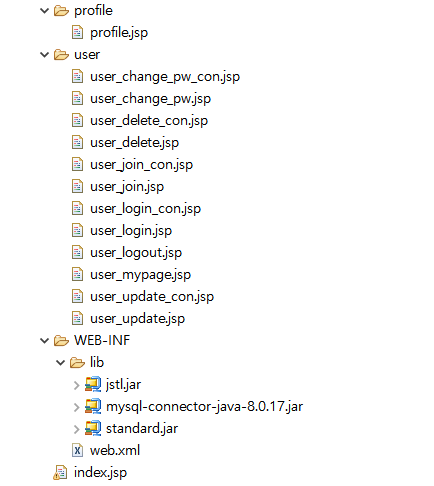 profile
profile.jsp
user
user_change_pw_con.jsp
user_change_pw.jsp
user_delete_con.jsp
user_delete.jsp
user_join_con.jsp
user_join.jsp
user_login_con.jsp
user_login.jsp
user_logout.jsp
user_mypage.jsp
user_update_con.jsp
user_update.jsp
WEB-INF
lib
jstl.jar
mysql-connector-java-8.0.17.jar
standard.jar
web.xml
index.jsp